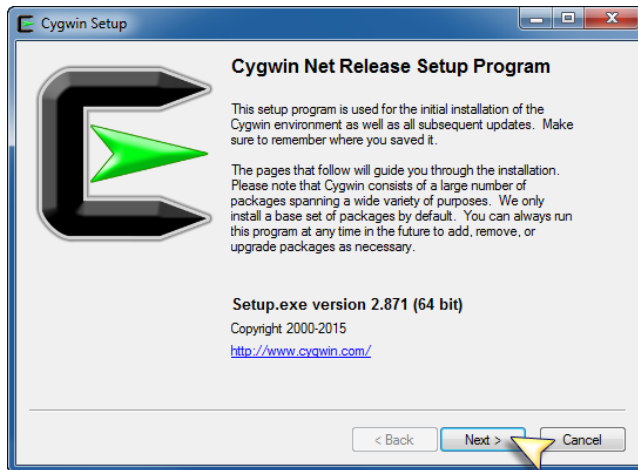 Cygwin Setup
Cygwin Net Release Setup Program
This setup program is used for the initial installation of the
Cygwin environment as well as all subsequent updates.  Make
sure to remember where you saved it.
The pages that follow will guide you through the installation.
Please note that Cygwin consists of a large number of
packages spanning a wide variety of purposes.  We only
install a base set of packages by default.  You can always run
this program at any time in the future to add, remove, or
upgrade packages as necessary.
Setup.exe version 2.871 (64 bit)
Copyright 2000-2015
http://www.cygwin.com/
< Back
Next >
Cancel